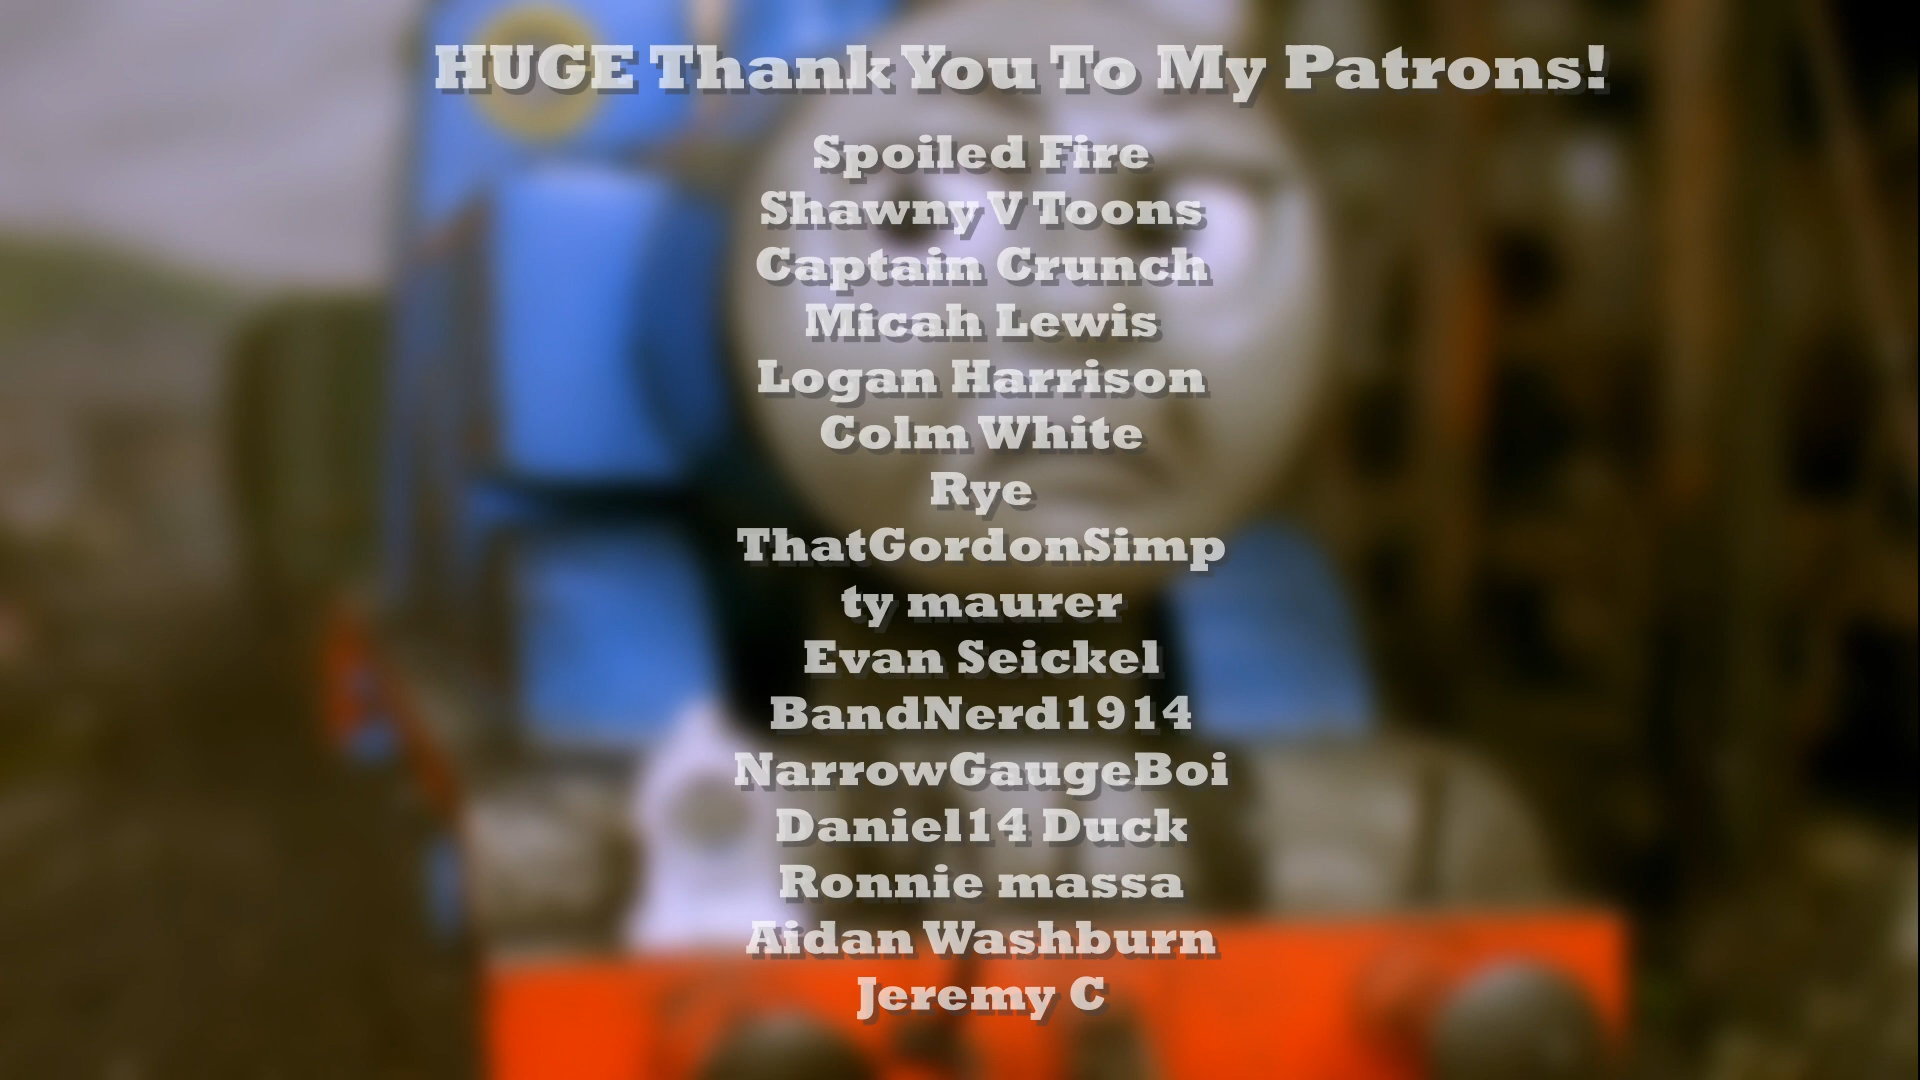 HUGE Thank You To My Patrons!
Spoiled Fire
Shawny V Toons
Captain Crunch
Micah Lewis
Logan Harrison
Colm White
Rye
ThatGordonSimp
ty maurer
Evan Seickel
BandNerd1914
NarrowGaugeBoi
Daniel14 Duck
Ronnie massa
Aidan Washburn
Jeremy C